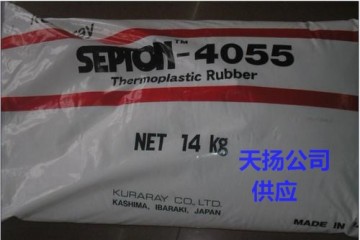 SEPTON™-4055
Thermoplastic Rubber
NET 14 kg
天扬公司
供应
KURARAY CO., LTD.
KASHIMA, IBARAKI, JAPAN
MADE IN